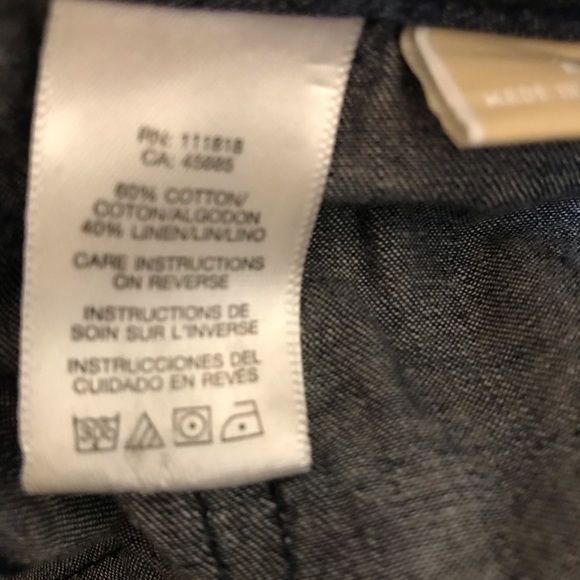 RN: 111818
CA: 45885
60% COTTON/
COTON/ALGODON
40% LINEN/LIN/LINO
CARE INSTRUCTIONS
ON REVERSE
INSTRUCTIONS DE
SOIN SUR L'INVERSE
INSTRUCCIONES DEL
CUIDADO EN REVÉS
MADE